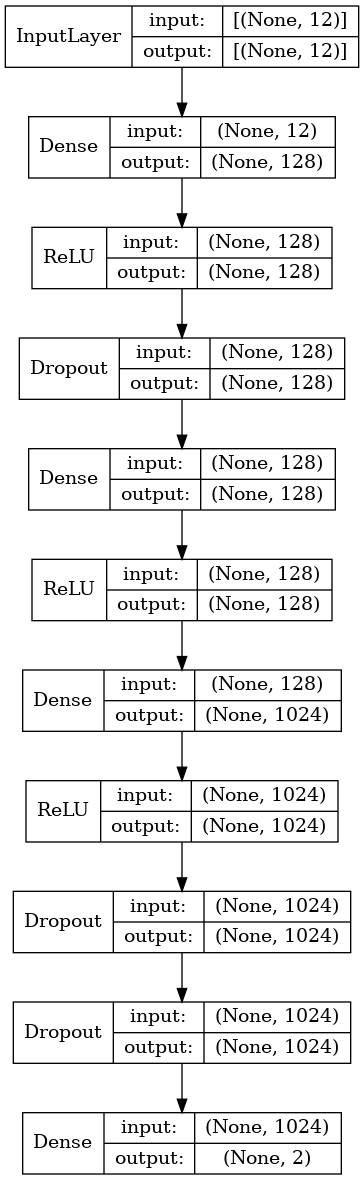 InputLayer input: [(None, 12)]
output: [(None, 12)]
Dense input: (None, 12)
output: (None, 128)
ReLU input: (None, 128)
output: (None, 128)
Dropout input: (None, 128)
output: (None, 128)
Dense input: (None, 128)
output: (None, 128)
ReLU input: (None, 128)
output: (None, 128)
Dense input: (None, 128)
output: (None, 1024)
ReLU input: (None, 1024)
output: (None, 1024)
Dropout input: (None, 1024)
output: (None, 1024)
Dropout input: (None, 1024)
output: (None, 1024)
Dense input: (None, 1024)
output: (None, 2)